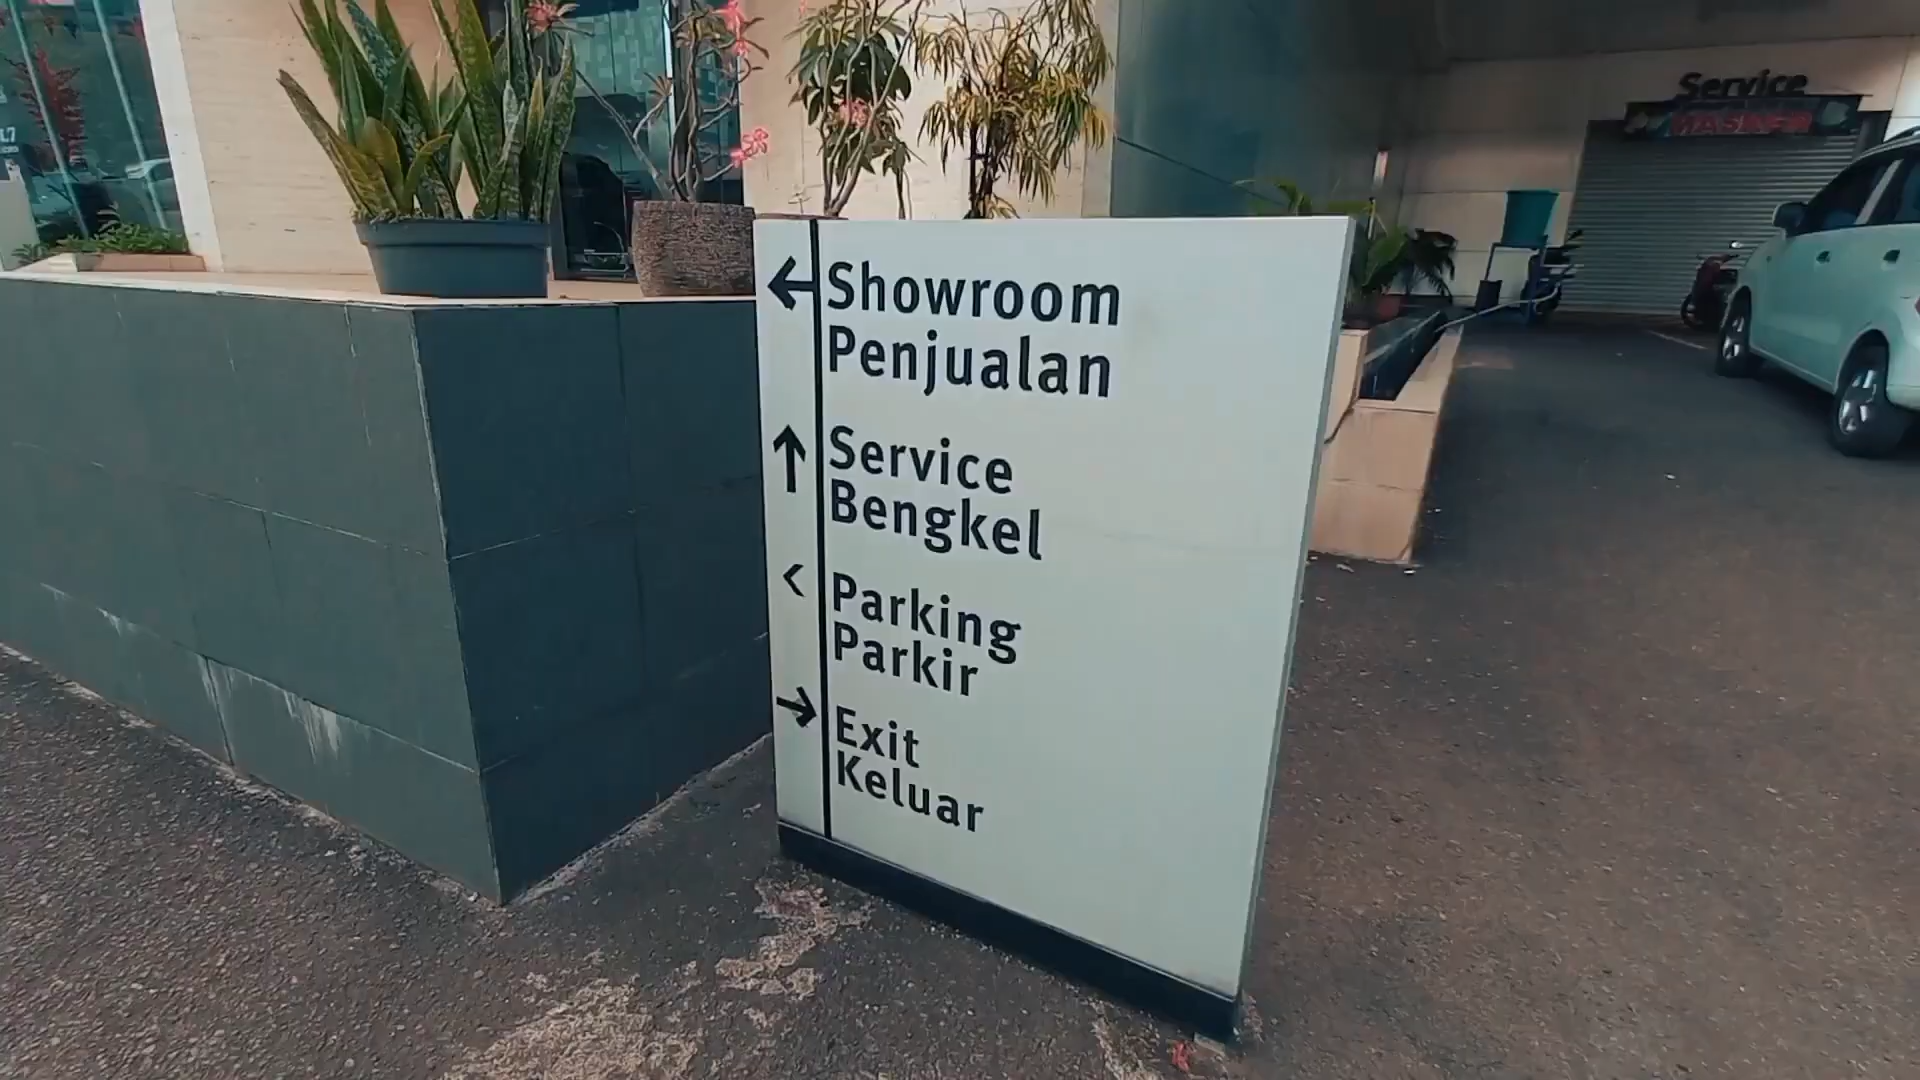 Service
Showroom
Penjualan
Service
Bengkel
Parking
Parkir
Exit
Keluar